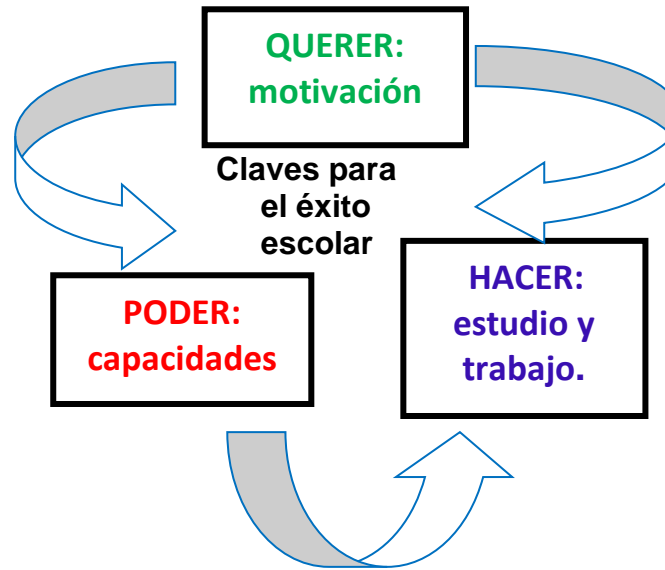 QUERER:
motivación
Claves para
el éxito
escolar
PODER:
capacidades
HACER:
estudio y
trabajo.